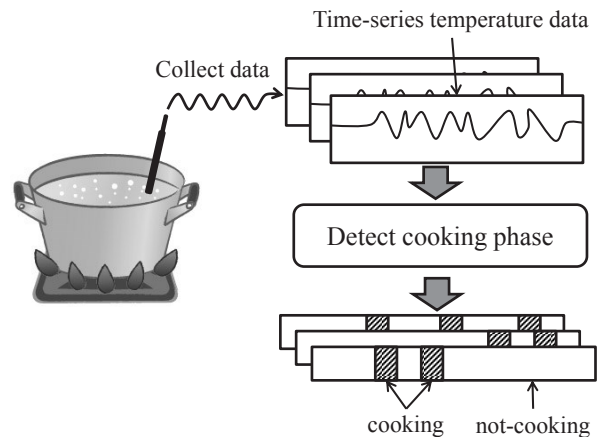 Time-series temperature data
Collect data
Detect cooking phase
cooking
not-cooking